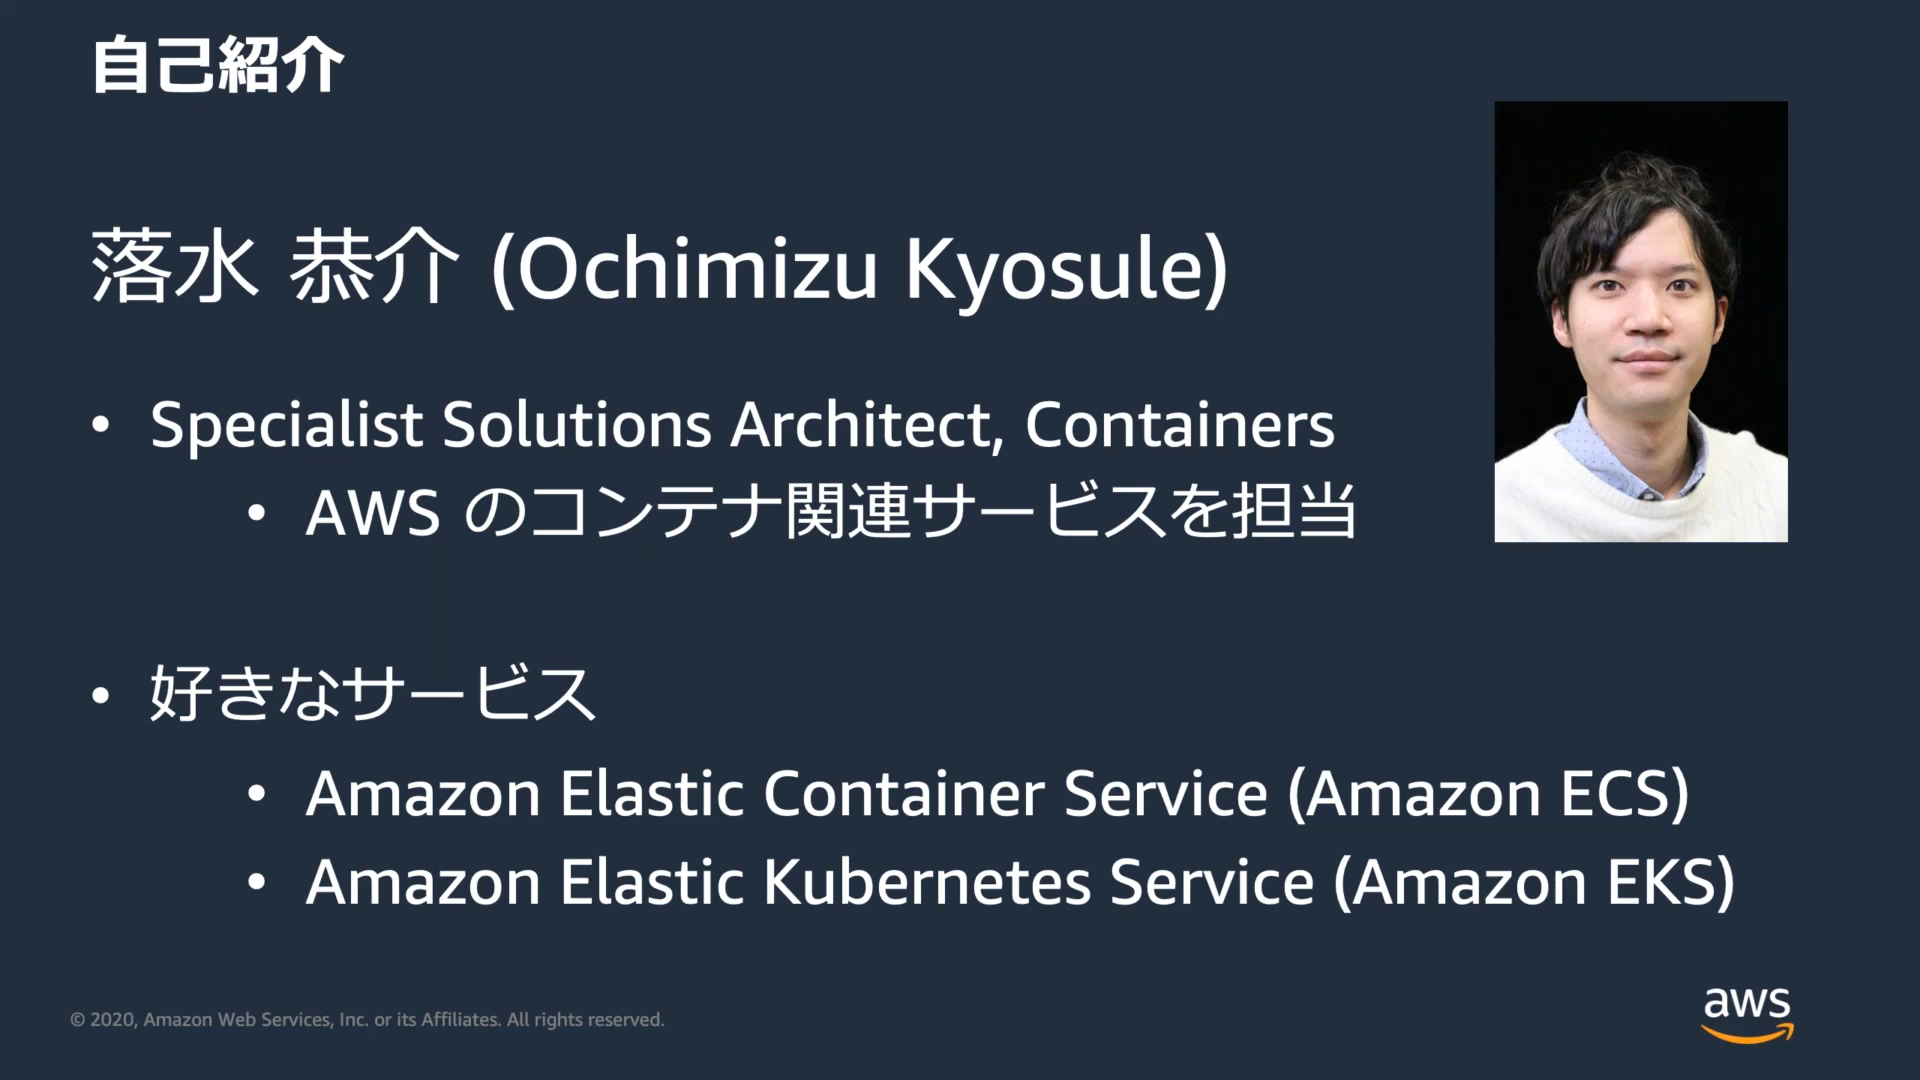 自己紹介
落水 恭介 (Ochimizu Kyosule)
• Specialist Solutions Architect, Containers
• AWS のコンテナ関連サービスを担当
• 好きなサービス
• Amazon Elastic Container Service (Amazon ECS)
• Amazon Elastic Kubernetes Service (Amazon EKS)
© 2020, Amazon Web Services, Inc. or its Affiliates. All rights reserved.
aws